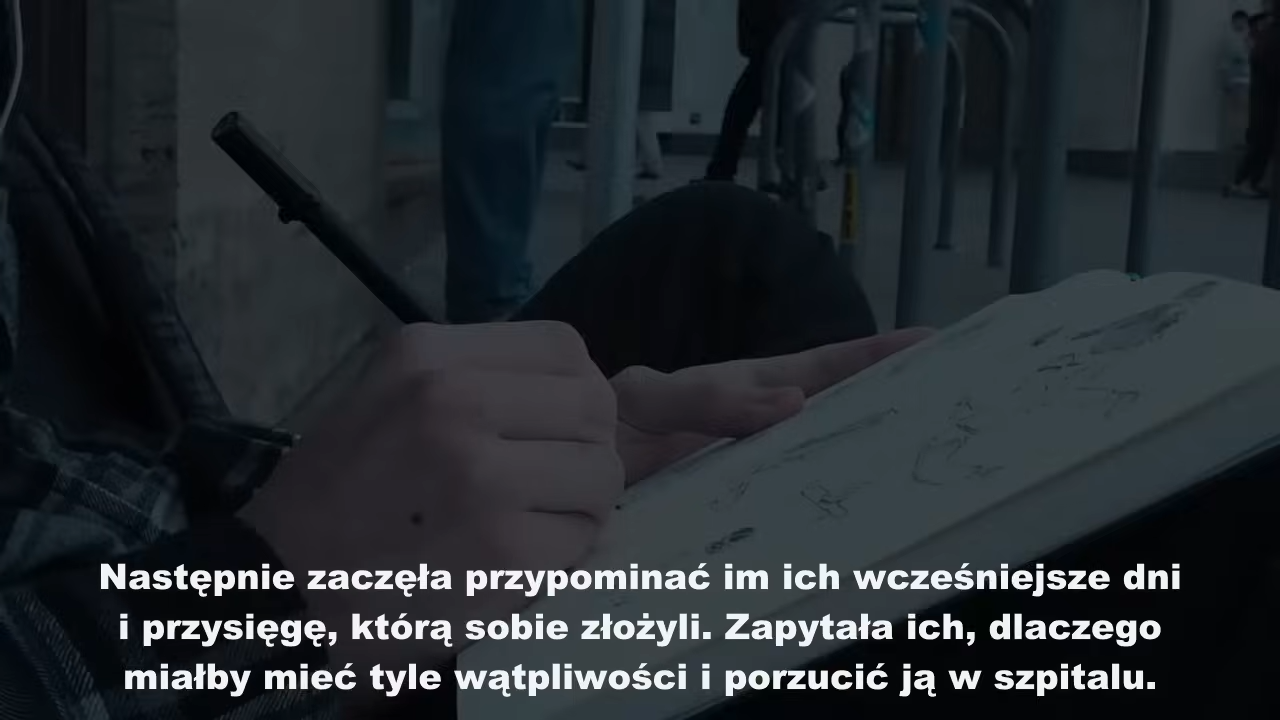 Następnie zaczęła przypominać im ich wcześniejsze dni
i przysięgę, którą sobie złożyli. Zapytała ich, dlaczego
miałby mieć tyle wątpliwości i porzucić ją w szpitalu.